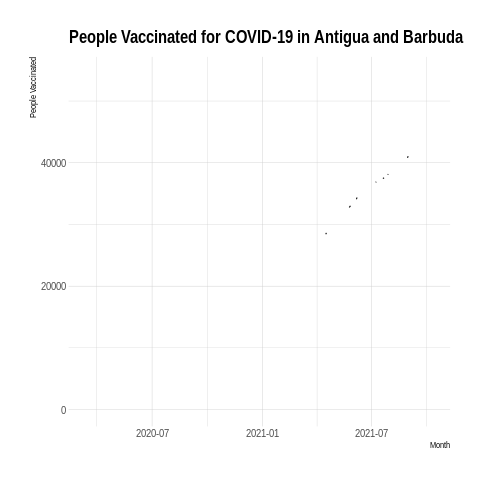 People Vaccinated for COVID-19 in Antigua and Barbuda
People Vaccinated
40000
20000
0
2020-07 2021-01 2021-07
Month